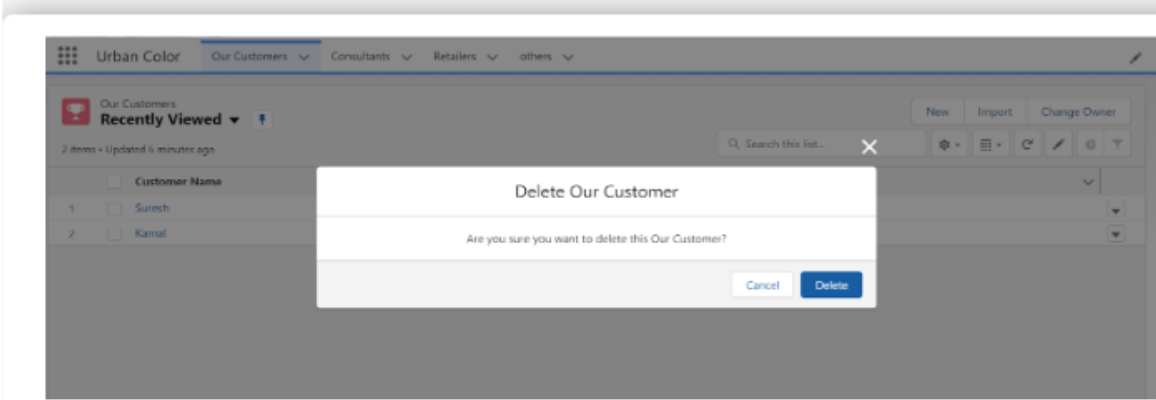 Urban Color Our Customers Consultants Retailers others
Our Customers
Recently Viewed
New Import Change Owner
2 items • Updated 6 minutes ago
Search this list...
Customer Name
1 Suresh
2 Kamal
Delete Our Customer
Are you sure you want to delete this Our Customer?
Cancel Delete